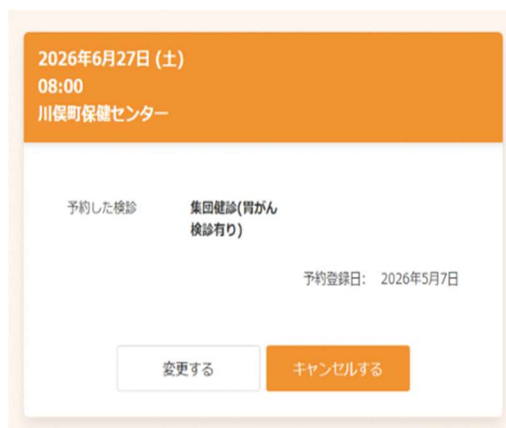 2026年6月27日 (土)
08:00
川俣町保健センター
予約した検診 集団健診(胃がん
検診有り)
予約登録日: 2026年5月7日
変更する キャンセルする